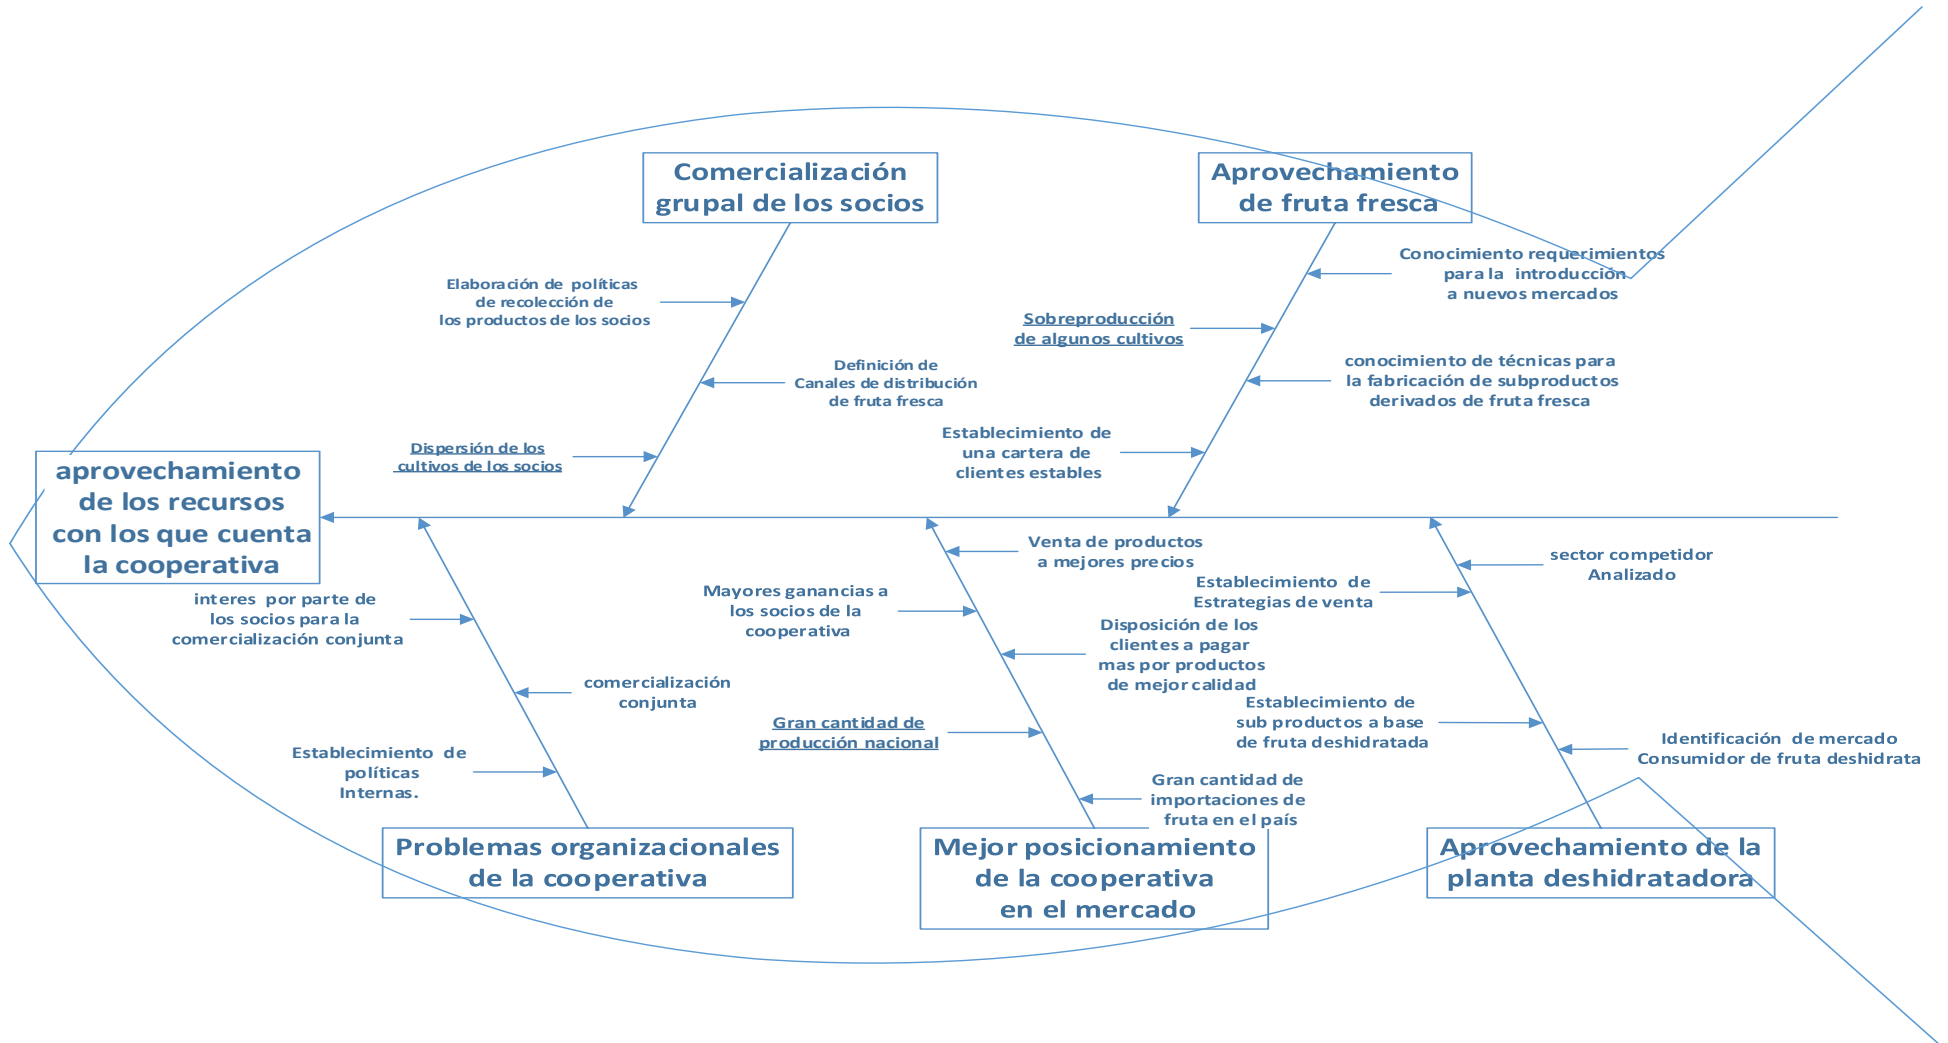 Comercialización
grupal de los socios
Aprovechamiento
de fruta fresca
Elaboración de políticas
de recolección de
los productos de los socios
Definición de
Canales de distribución
de fruta fresca
Dispersión de los
cultivos de los socios
Conocimiento requerimientos
para la introducción
a nuevos mercados
Sobreproducción
de algunos cultivos
conocimiento de técnicas para
la fabricación de subproductos
derivados de fruta fresca
Establecimiento de
una cartera de
clientes estables
aprovechamiento
de los recursos
con los que cuenta
la cooperativa
interes por parte de
los socios para la
comercialización conjunta
comercialización
conjunta
Establecimiento de
políticas
Internas.
Problemas organizacionales
de la cooperativa
Venta de productos
a mejores precios
Mayores ganancias a
los socios de la
cooperativa
Disposición de los
clientes a pagar
mas por productos
de mejor calidad
Gran cantidad de
producción nacional
Gran cantidad de
importaciones de
fruta en el país
Mejor posicionamiento
de la cooperativa
en el mercado
sector competidor
Analizado
Establecimiento de
Estrategias de venta
Establecimiento de
sub productos a base
de fruta deshidratada
Identificación de mercado
Consumidor de fruta deshidrata
Aprovechamiento de la
planta deshidratadora